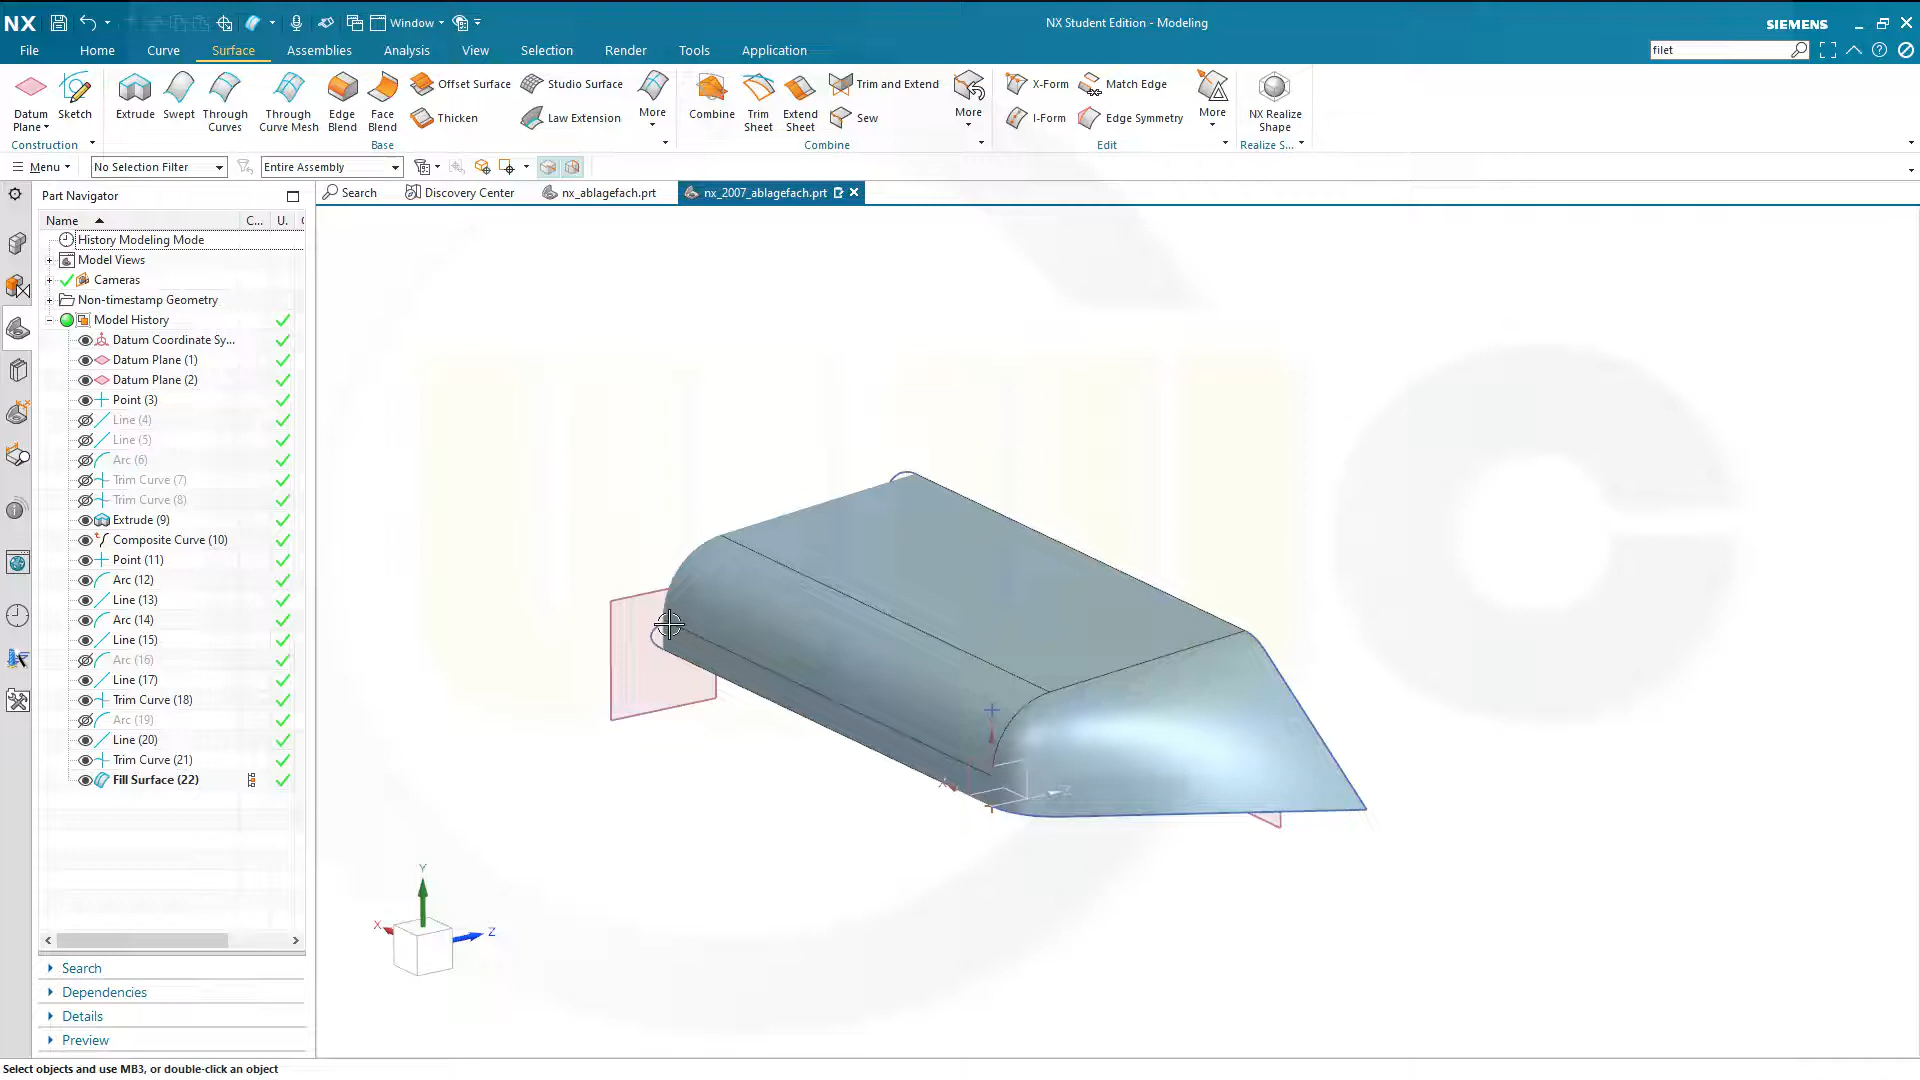 NX
Window
NX Student Edition - Modeling
SIEMENS
File
Home
Curve
Surface
Assemblies
Analysis
View
Selection
Render
Tools
Application
filet
Datum Plane
Sketch
Extrude
Swept
Through Curves
Through Curve Mesh
Edge Blend
Face Blend
Offset Surface
Thicken
Studio Surface
Law Extension
More
Combine
Trim Sheet
Extend Sheet
Trim and Extend
Sew
More
X-Form
I-Form
Match Edge
Edge Symmetry
More
NX Realize Shape
Construction
Base
Combine
Edit
Realize S...
Menu
No Selection Filter
Entire Assembly
Part Navigator
Search
Discovery Center
nx_ablagefach.prt
nx_2007_ablagefach.prt
Name
C...
U.
History Modeling Mode
Model Views
Cameras
Non-timestamp Geometry
Model History
Datum Coordinate Sy...
Datum Plane (1)
Datum Plane (2)
Point (3)
Line (4)
Line (5)
Arc (6)
Trim Curve (7)
Trim Curve (8)
Extrude (9)
Composite Curve (10)
Point (11)
Arc (12)
Line (13)
Arc (14)
Line (15)
Arc (16)
Line (17)
Trim Curve (18)
Arc (19)
Line (20)
Trim Curve (21)
Fill Surface (22)
X
Z
Y
X
Z
Search
Dependencies
Details
Preview
Select objects and use MB3, or double-click an object